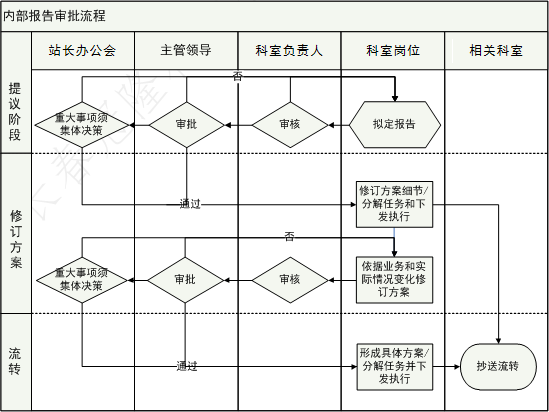 内部报告审批流程
站长办公会
主管领导
科室负责人
科室岗位
相关科室
提议阶段
否
重大事项须
集体决策
审批
审核
拟定报告
修订方案
通过
修订方案细节/
分解任务和下
发执行
否
重大事项须
集体决策
审批
审核
依据业务和实
际情况变化修
订方案
流转
通过
形成具体方案/
分解任务并下
发执行
抄送流转